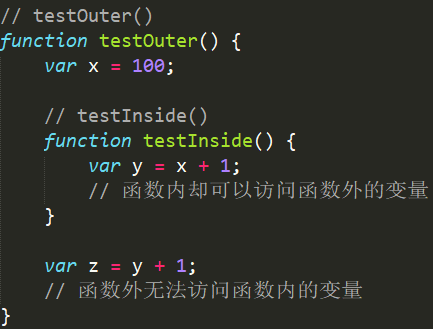 // testOuter()
function testOuter() {
    var x = 100;

    // testInside()
    function testInside() {
        var y = x + 1;
        // 函数内却可以访问函数外的变量
    }

    var z = y + 1;
    // 函数外无法访问函数内的变量
}